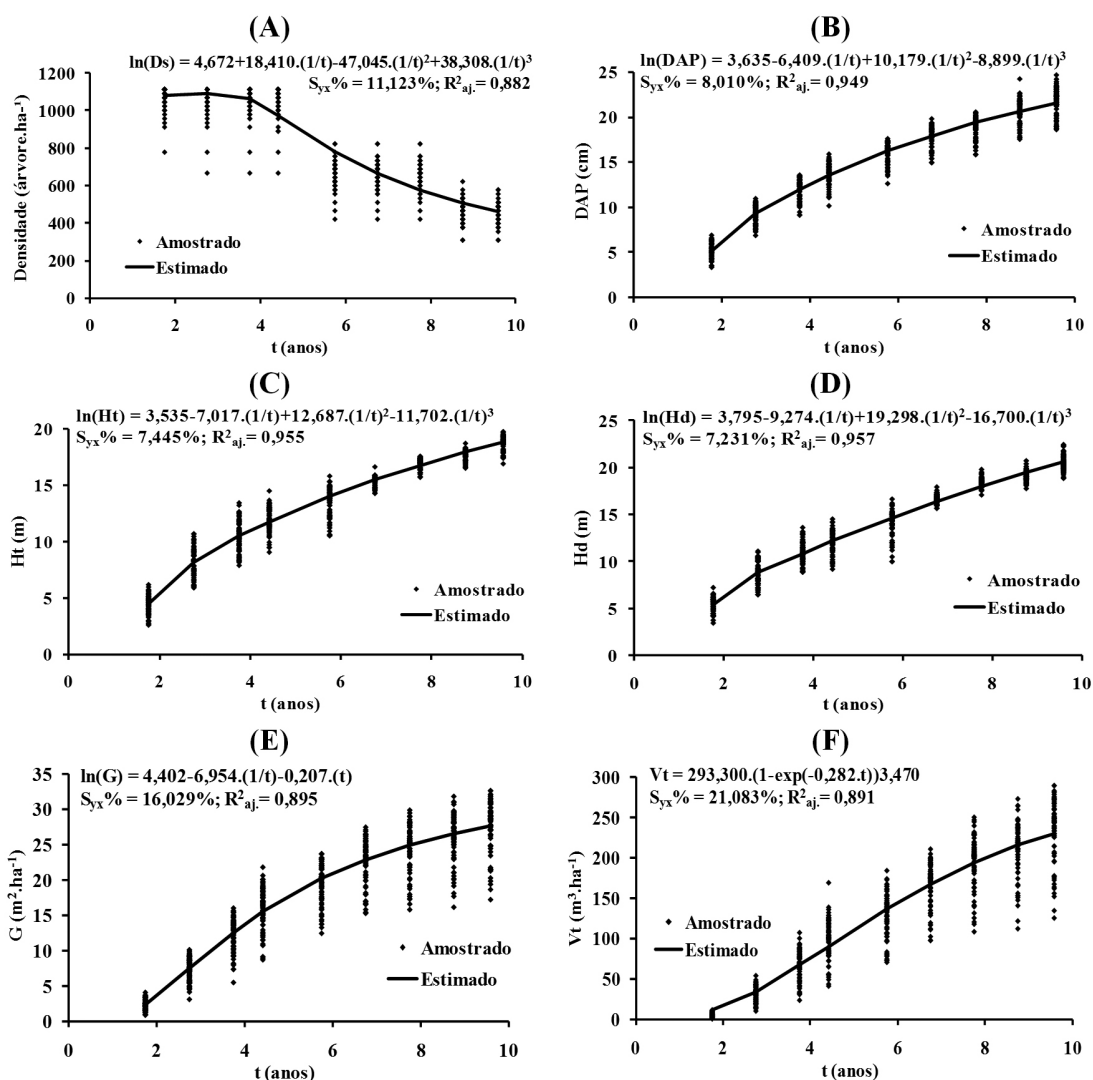 (A)
ln(Ds) = 4,672+18,410.(1/t)-47,045.(1/t)²+38,308.(1/t)³
Syx% = 11,123%; R²aj.= 0,882
1200
1000
800
600
400
200
0
Densidade (árvore.ha⁻¹)
Amostrado
Estimado
0 2 4 6 8 10
t (anos)
(B)
ln(DAP) = 3,635-6,409.(1/t)+10,179.(1/t)²-8,899.(1/t)³
Syx% = 8,010%; R²aj.= 0,949
25
20
15
10
5
0
DAP (cm)
Amostrado
Estimado
0 2 4 6 8 10
t (anos)
(C)
ln(Ht) = 3,535-7,017.(1/t)+12,687.(1/t)²-11,702.(1/t)³
Syx% = 7,445%; R²aj.= 0,955
20
15
10
5
0
Ht (m)
Amostrado
Estimado
0 2 4 6 8 10
t (anos)
(D)
ln(Hd) = 3,795-9,274.(1/t)+19,298.(1/t)²-16,700.(1/t)³
Syx% = 7,231%; R²aj.= 0,957
25
20
15
10
5
0
Hd (m)
Amostrado
Estimado
0 2 4 6 8 10
t (anos)
(E)
ln(G) = 4,402-6,954.(1/t)-0,207.(t)
Syx% = 16,029%; R²aj.= 0,895
35
30
25
20
15
10
5
0
G (m².ha⁻¹)
Amostrado
Estimado
0 2 4 6 8 10
t (anos)
(F)
Vt = 293,300.(1-exp(-0,282.t))3,470
Syx% = 21,083%; R²aj.= 0,891
300
250
200
150
100
50
0
Vt (m³.ha⁻¹)
Amostrado
Estimado
0 2 4 6 8 10
t (anos)